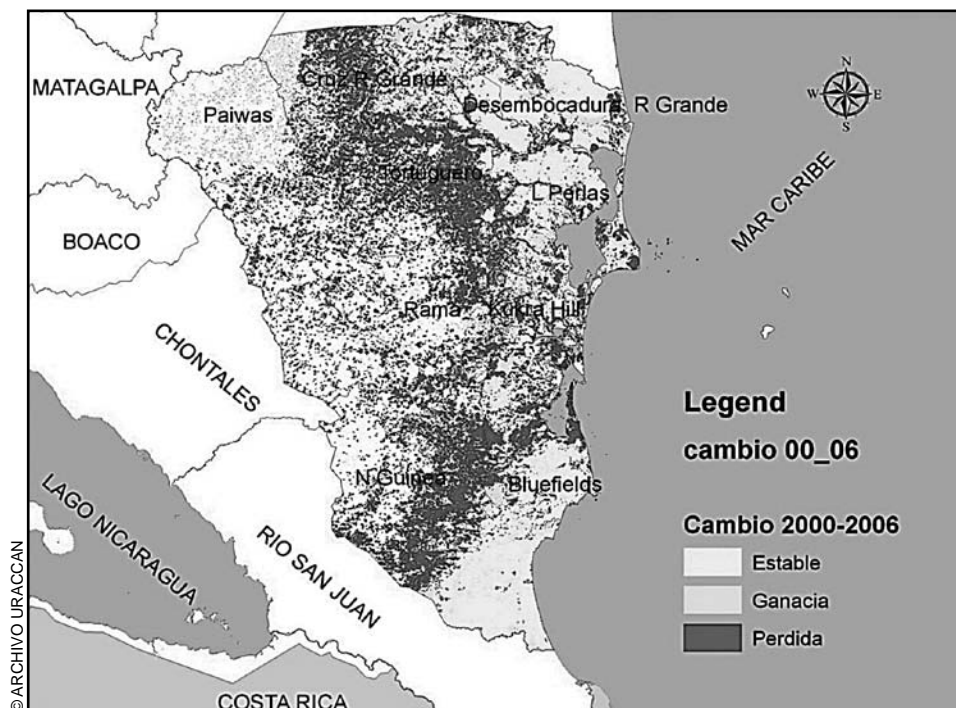 MATAGALPA
Cruz R Grande
Paiwas
Desembocadura R Grande
N
W E
S
Tortuguero
L Perlas
MAR CARIBE
BOACO
Rama
Kukra Hill
CHONTALES
Legend
cambio 00_06
N Guinea
Bluefields
LAGO NICARAGUA
RIO SAN JUAN
Cambio 2000-2006
Estable
Ganacia
Perdida
COSTA RICA
© ARCHIVO URACCAN